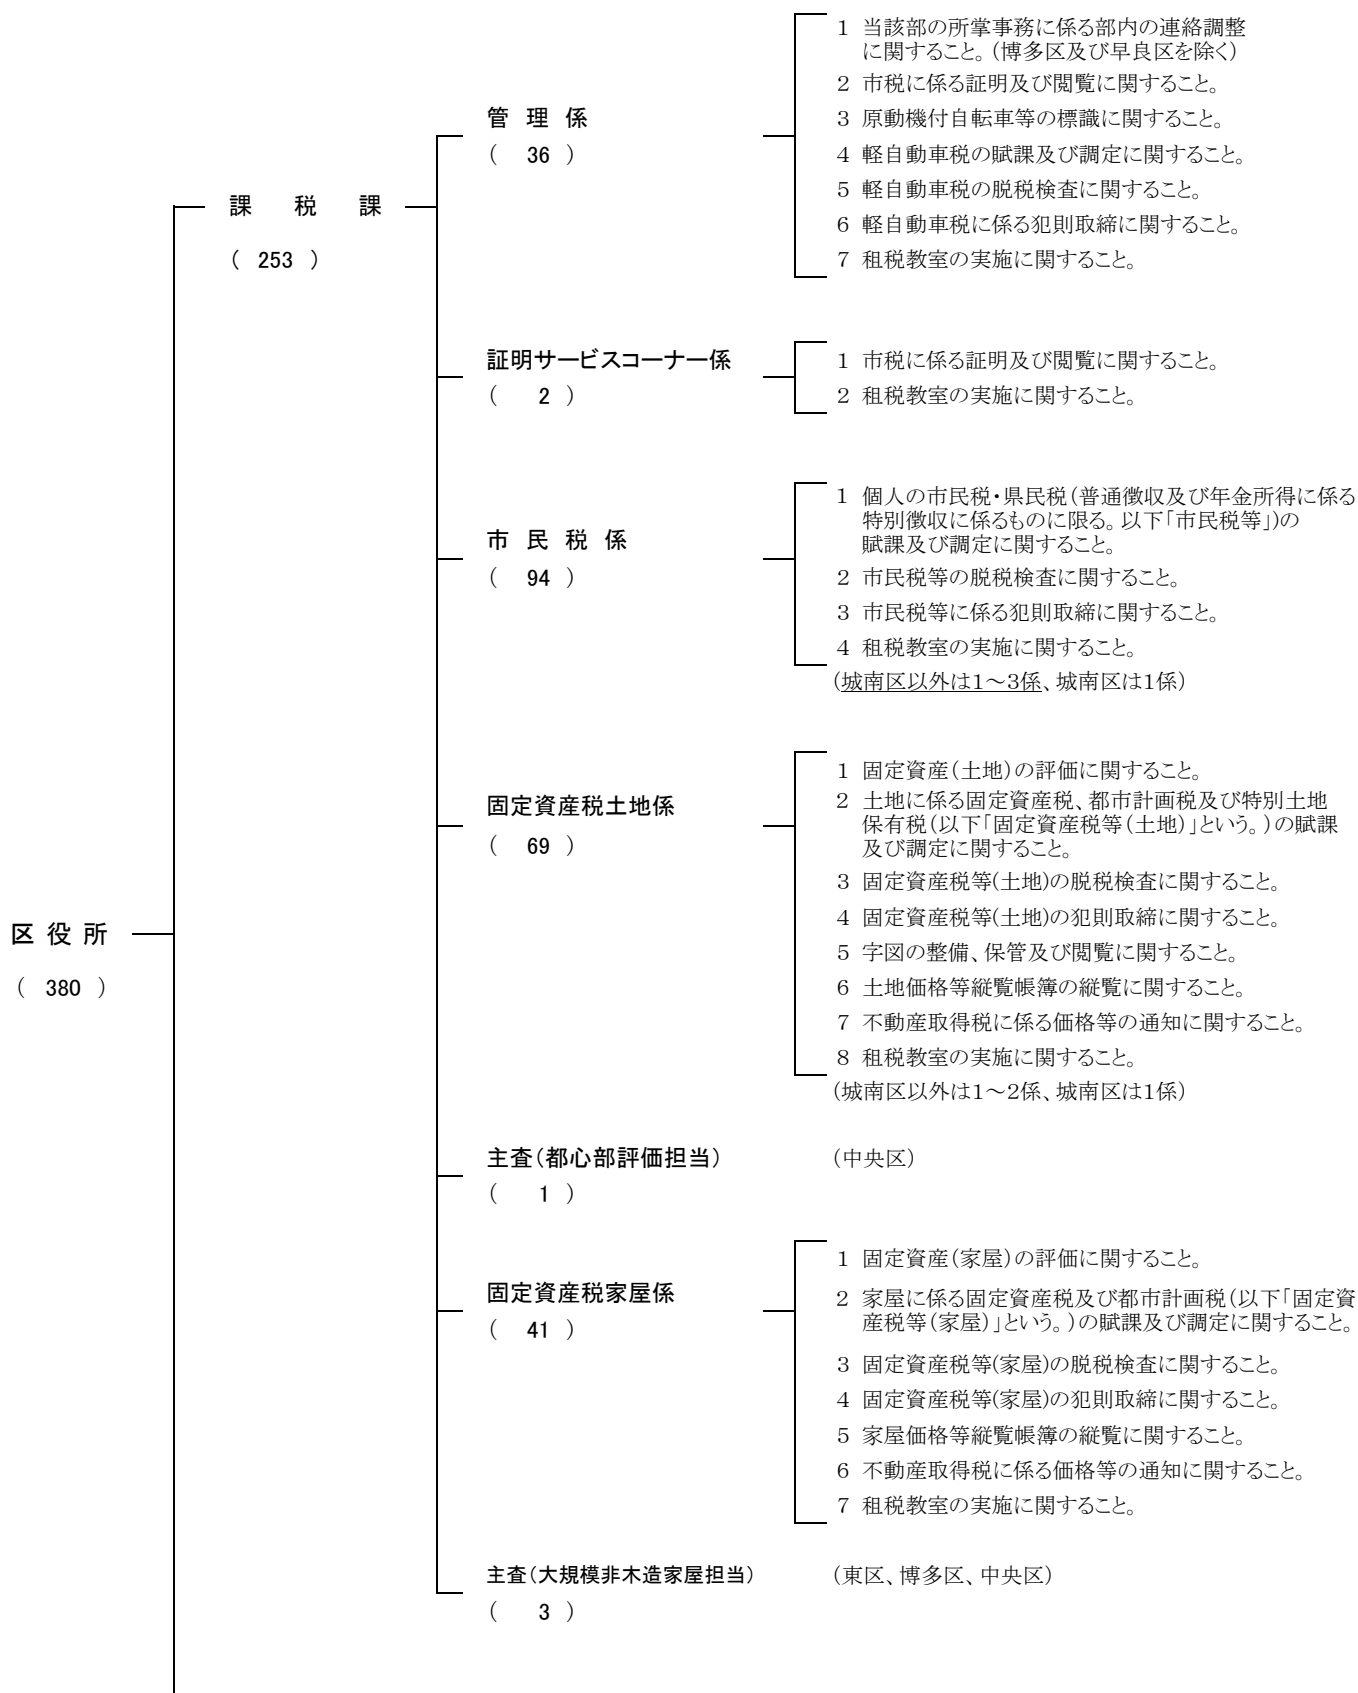 区役所
( 380 )
課税課
( 253 )
管理係
( 36 )
1 当該部の所掌事務に係る部内の連絡調整
に関すること。(博多区及び早良区を除く)
2 市税に係る証明及び閲覧に関すること。
3 原動機付自転車等の標識に関すること。
4 軽自動車税の賦課及び調定に関すること。
5 軽自動車税の脱税検査に関すること。
6 軽自動車税に係る犯則取締に関すること。
7 租税教室の実施に関すること。
証明サービスコーナー係
( 2 )
1 市税に係る証明及び閲覧に関すること。
2 租税教室の実施に関すること。
市民税係
( 94 )
1 個人の市民税・県民税(普通徴収及び年金所得に係る
特別徴収に係るものに限る。以下「市民税等」)の
賦課及び調定に関すること。
2 市民税等の脱税検査に関すること。
3 市民税等に係る犯則取締に関すること。
4 租税教室の実施に関すること。
(城南区以外は1~3係、城南区は1係)
固定資産税土地係
( 69 )
1 固定資産(土地)の評価に関すること。
2 土地に係る固定資産税、都市計画税及び特別土地
保有税(以下「固定資産税等(土地)」という。)の賦課
及び調定に関すること。
3 固定資産税等(土地)の脱税検査に関すること。
4 固定資産税等(土地)の犯則取締に関すること。
5 字図の整備、保管及び閲覧に関すること。
6 土地価格等縦覧帳簿の縦覧に関すること。
7 不動産取得税に係る価格等の通知に関すること。
8 租税教室の実施に関すること。
(城南区以外は1~2係、城南区は1係)
主査(都心部評価担当)
( 1 )
(中央区)
固定資産税家屋係
( 41 )
1 固定資産(家屋)の評価に関すること。
2 家屋に係る固定資産税及び都市計画税(以下「固定資
産税等(家屋)」という。)の賦課及び調定に関すること。
3 固定資産税等(家屋)の脱税検査に関すること。
4 固定資産税等(家屋)の犯則取締に関すること。
5 家屋価格等縦覧帳簿の縦覧に関すること。
6 不動産取得税に係る価格等の通知に関すること。
7 租税教室の実施に関すること。
主査(大規模非木造家屋担当)
( 3 )
(東区、博多区、中央区)